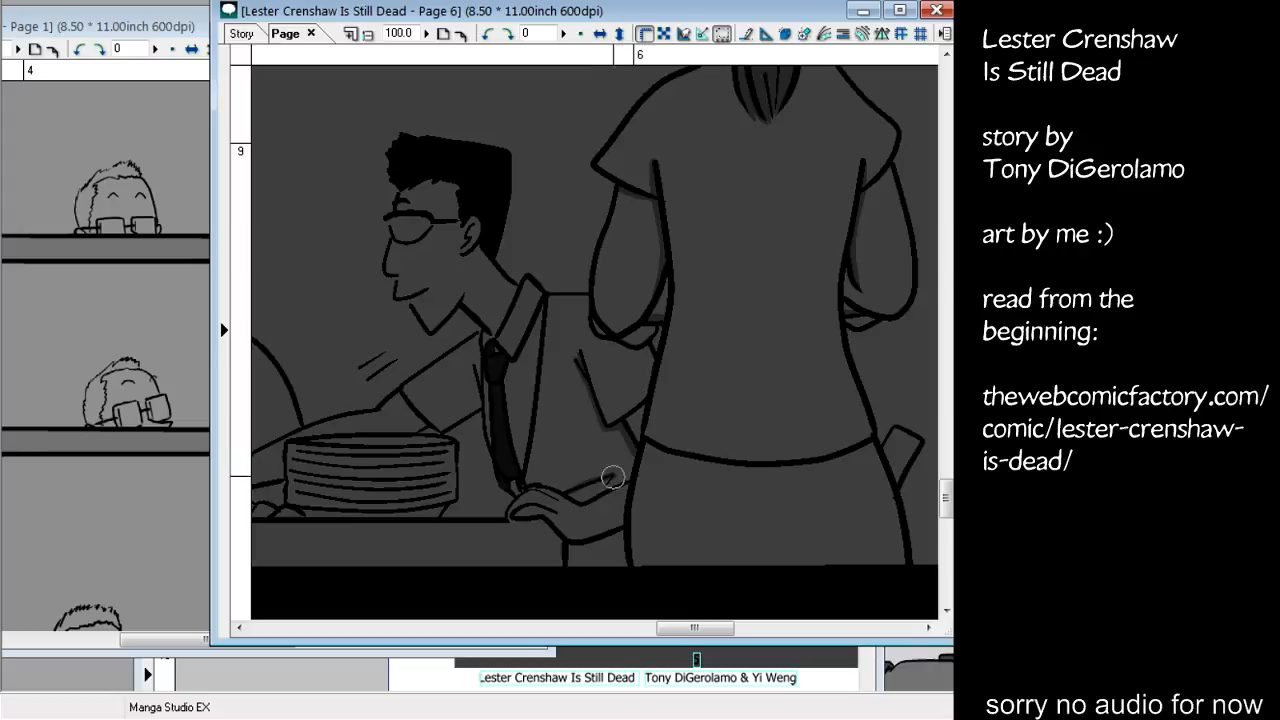 - Page 1] (8.50 * 11.00inch 600dpi)
[Lester Crenshaw Is Still Dead - Page 6] (8.50 * 11.00inch 600dpi)
Story
Page
100.0
0
0
4
6
9
Lester Crenshaw
Is Still Dead
story by
Tony DiGerolamo
art by me :)
read from the
beginning:
thewebcomicfactory.com/
comic/lester-crenshaw-
is-dead/
Lester Crenshaw Is Still Dead
Tony DiGerolamo & Yi Weng
Manga Studio EX
sorry no audio for now